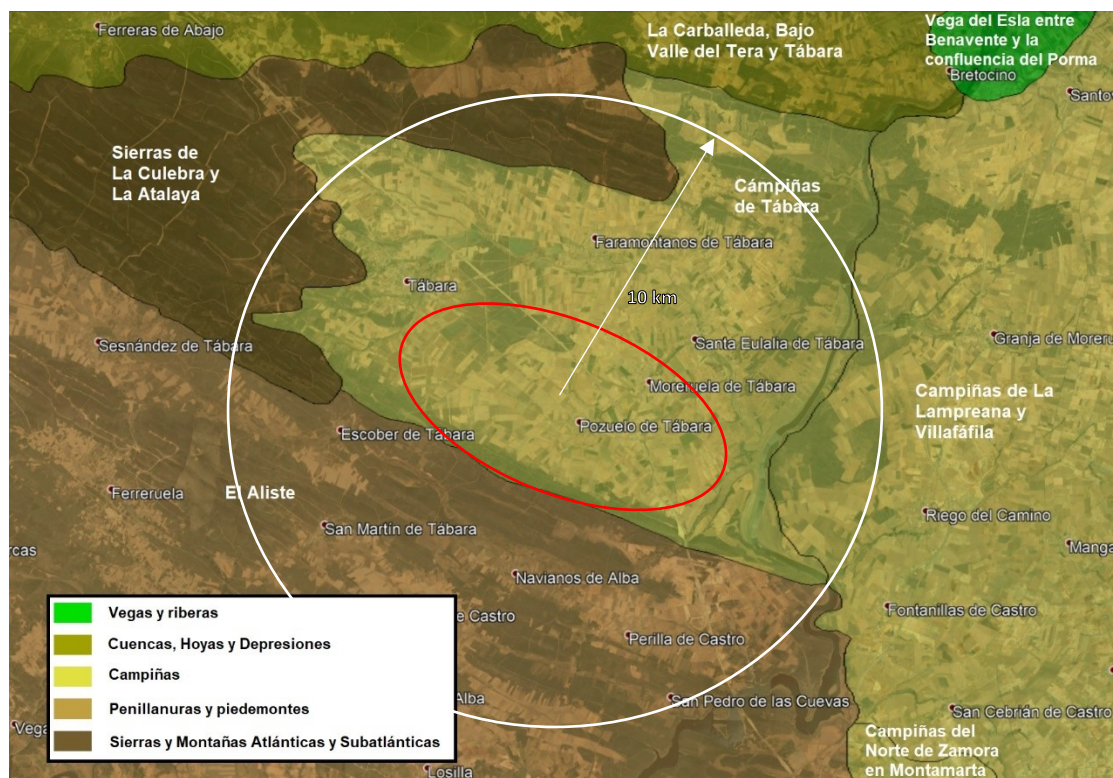 Ferreras de Abajo
La Carballeda, Bajo
Valle del Tera y Tábara
Vega del Esla entre
Benavente y la
confluencia del Porma
Bretocino
Santov
Sierras de
La Culebra y
La Atalaya
Cámpiñas
de Tábara
Faramontanos de Tábara
Tábara
10 km
Sesnández de Tábara
Santa Eulalia de Tábara
Granja de Moreru
Moreruela de Tábara
Campiñas de La
Lampreana y
Villafáfila
Escober de Tábara
Pozuelo de Tábara
Ferreruela
El Aliste
San Martín de Tábara
Riego del Camino
arcas
Manga
Navianos de Alba
Fontanillas de Castro
e de Castro
Perilla de Castro
Alba
San Pedro de las Cuevas
San Cebrián de Castro
Vega
Campiñas del
Norte de Zamora
en Montamarta
Losilla
Vegas y riberas
Cuencas, Hoyas y Depresiones
Campiñas
Penillanuras y piedemontes
Sierras y Montañas Atlánticas y Subatlánticas